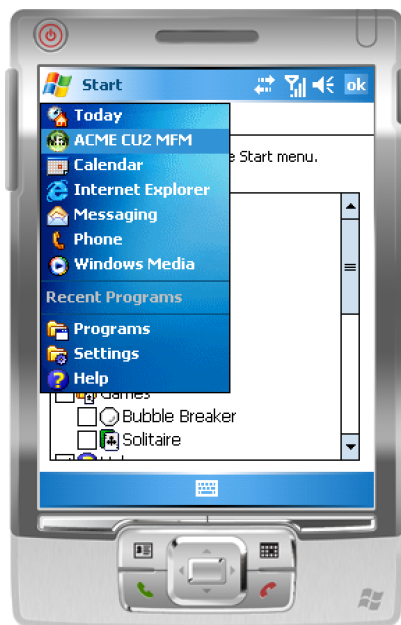 Start
ok
Today
ACME CU2 MFM
Calendar
e Start menu.
Internet Explorer
Messaging
Phone
Windows Media
Recent Programs
Programs
Settings
Help
Games
Bubble Breaker
Solitaire